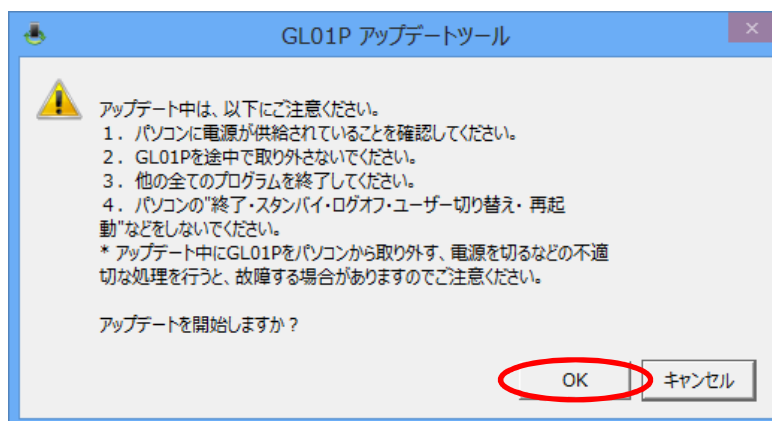 GL01P アップデートツール
アップデート中は、以下にご注意ください。
１．パソコンに電源が供給されていることを確認してください。
２．GL01Pを途中で取り外さないでください。
３．他の全てのプログラムを終了してください。
４．パソコンの"終了・スタンバイ・ログオフ・ユーザー切り替え・ 再起
動"などをしないでください。
* アップデート中にGL01Pをパソコンから取り外す、電源を切るなどの不適
切な処理を行うと、故障する場合がありますのでご注意ください。
アップデートを開始しますか？
OK キャンセル